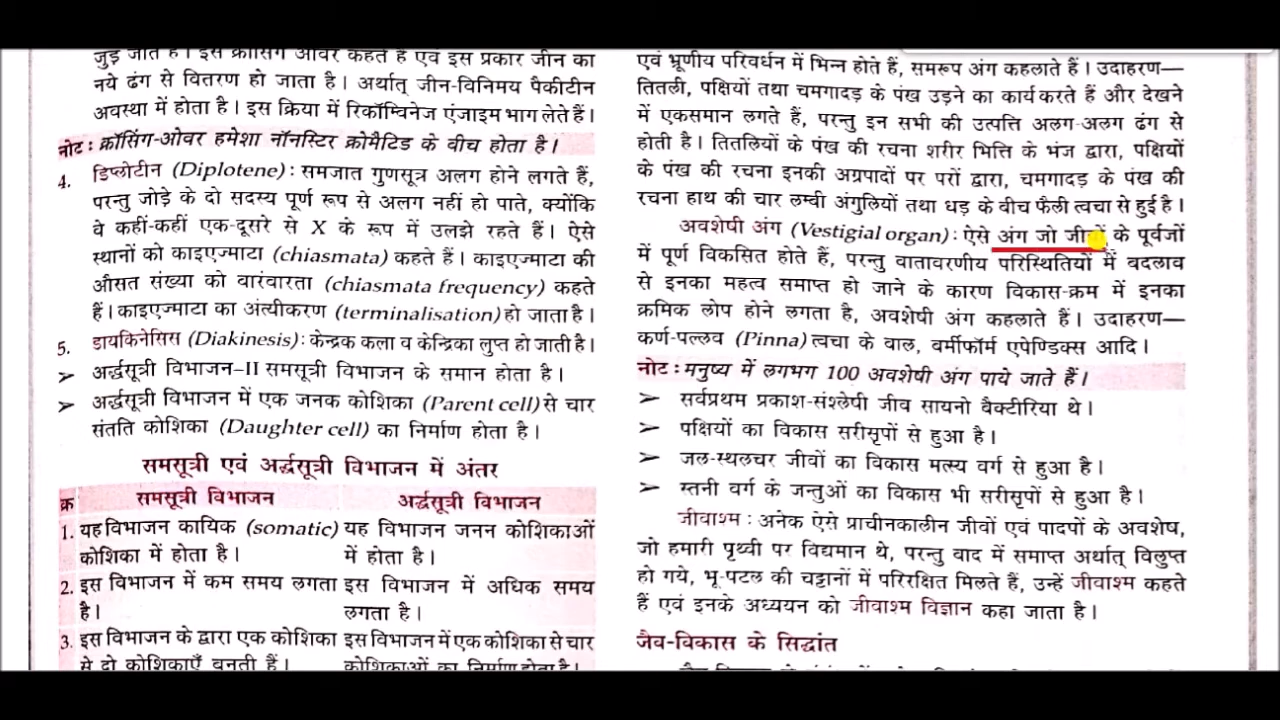 जुड़ जाते हैं। इसे क्रॉसिंग ओवर कहते हैं एवं इस प्रकार जीन का
नये ढंग से वितरण हो जाता है। अर्थात् जीन-विनिमय पैकीटीन
अवस्था में होता है। इस क्रिया में रिकॉम्विनेज एंजाइम भाग लेते हैं।
नोट : क्रॉसिंग-ओवर हमेशा नॉनस्टिर क्रोमैटिड के वीच होता है।
4. डिप्लोटीन (Diplotene) : समजात गुणसूत्र अलग होने लगते हैं,
परन्तु जोड़े के दो सदस्य पूर्ण रूप से अलग नहीं हो पाते, क्योंकि
वे कहीं-कहीं एक-दूसरे से X के रूप में उलझे रहते हैं। ऐसे
स्थानों को काइएज्माटा (chiasmata) कहते हैं। काइएज्माटा की
औसत संख्या को वारंवारता (chiasmata frequency) कहते
हैं। काइएज्माटा का अंत्यीकरण (terminalisation) हो जाता है।
5. डायकिनेसिस (Diakinesis) : केन्द्रक कला व केन्द्रिका लुप्त हो जाती है।
➤ अर्द्धसूत्री विभाजन-II समसूत्री विभाजन के समान होता है।
➤ अर्द्धसूत्री विभाजन में एक जनक कोशिका (Parent cell) से चार
संतति कोशिका (Daughter cell) का निर्माण होता है।
समसूत्री एवं अर्द्धसूत्री विभाजन में अंतर
क्र समसूत्री विभाजन अर्द्धसूत्री विभाजन
1. यह विभाजन कायिक (somatic) यह विभाजन जनन कोशिकाओं
कोशिका में होता है। में होता है।
2. इस विभाजन में कम समय लगता इस विभाजन में अधिक समय
है। लगता है।
3. इस विभाजन के द्वारा एक कोशिका इस विभाजन में एक कोशिका से चार
से दो कोशिकाएँ बनती हैं। कोशिकाओं का निर्माण होता है।
एवं भ्रूणीय परिवर्धन में भिन्न होते हैं, समरूप अंग कहलाते हैं। उदाहरण—
तितली, पक्षियों तथा चमगादड़ के पंख उड़ने का कार्य करते हैं और देखने
में एकसमान लगते हैं, परन्तु इन सभी की उत्पत्ति अलग-अलग ढंग से
होती है। तितलियों के पंख की रचना शरीर भित्ति के भंज द्वारा, पक्षियों
के पंख की रचना इनकी अग्रपादों पर परों द्वारा, चमगादड़ के पंख की
रचना हाथ की चार लम्वी अंगुलियों तथा धड़ के वीच फैली त्वचा से हुई है।
अवशेषी अंग (Vestigial organ) : ऐसे अंग जो जीवों के पूर्वजों
में पूर्ण विकसित होते हैं, परन्तु वातावरणीय परिस्थितियों में वदलाव
से इनका महत्व समाप्त हो जाने के कारण विकास-क्रम में इनका
क्रमिक लोप होने लगता है, अवशेषी अंग कहलाते हैं। उदाहरण—
कर्ण-पल्लव (Pinna) त्वचा के वाल, वर्मीफॉर्म एपेण्डिक्स आदि।
नोट : मनुष्य में लगभग 100 अवशेषी अंग पाये जाते हैं।
➤ सर्वप्रथम प्रकाश-संश्लेषी जीव सायनो वैक्टीरिया थे।
➤ पक्षियों का विकास सरीसृपों से हुआ है।
➤ जल-स्थलचर जीवों का विकास मत्स्य वर्ग से हुआ है।
➤ स्तनी वर्ग के जन्तुओं का विकास भी सरीसृपों से हुआ है।
जीवाश्म : अनेक ऐसे प्राचीनकालीन जीवों एवं पादपों के अवशेष,
जो हमारी पृथ्वी पर विद्यमान थे, परन्तु वाद में समाप्त अर्थात् विलुप्त
हो गये, भू-पटल की चट्टानों में परिरक्षित मिलते हैं, उन्हें जीवाश्म कहते
हैं एवं इनके अध्ययन को जीवाश्म विज्ञान कहा जाता है।
जैव-विकास के सिद्धांत